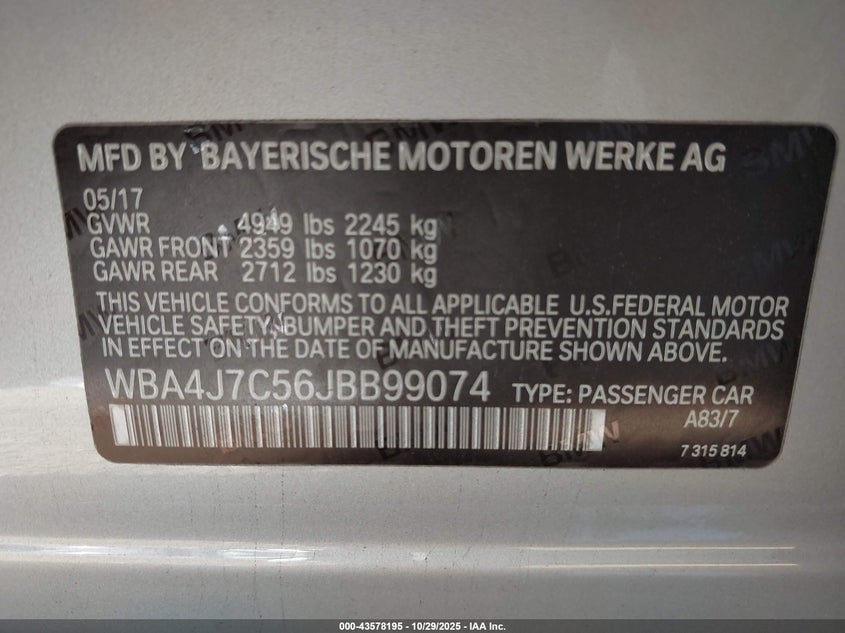 MFD BY BAYERISCHE MOTOREN WERKE AG
05/17
GVWR 4949 lbs 2245 kg
GAWR FRONT 2359 lbs 1070 kg
GAWR REAR 2712 lbs 1230 kg
THIS VEHICLE CONFORMS TO ALL APPLICABLE U.S.FEDERAL MOTOR
VEHICLE SAFETY, BUMPER AND THEFT PREVENTION STANDARDS
IN EFFECT ON THE DATE OF MANUFACTURE SHOWN ABOVE.
WBA4J7C56JBB99074 TYPE: PASSENGER CAR
A83/7
7 315 814
000-43578195 - 10/29/2025 - IAA Inc.